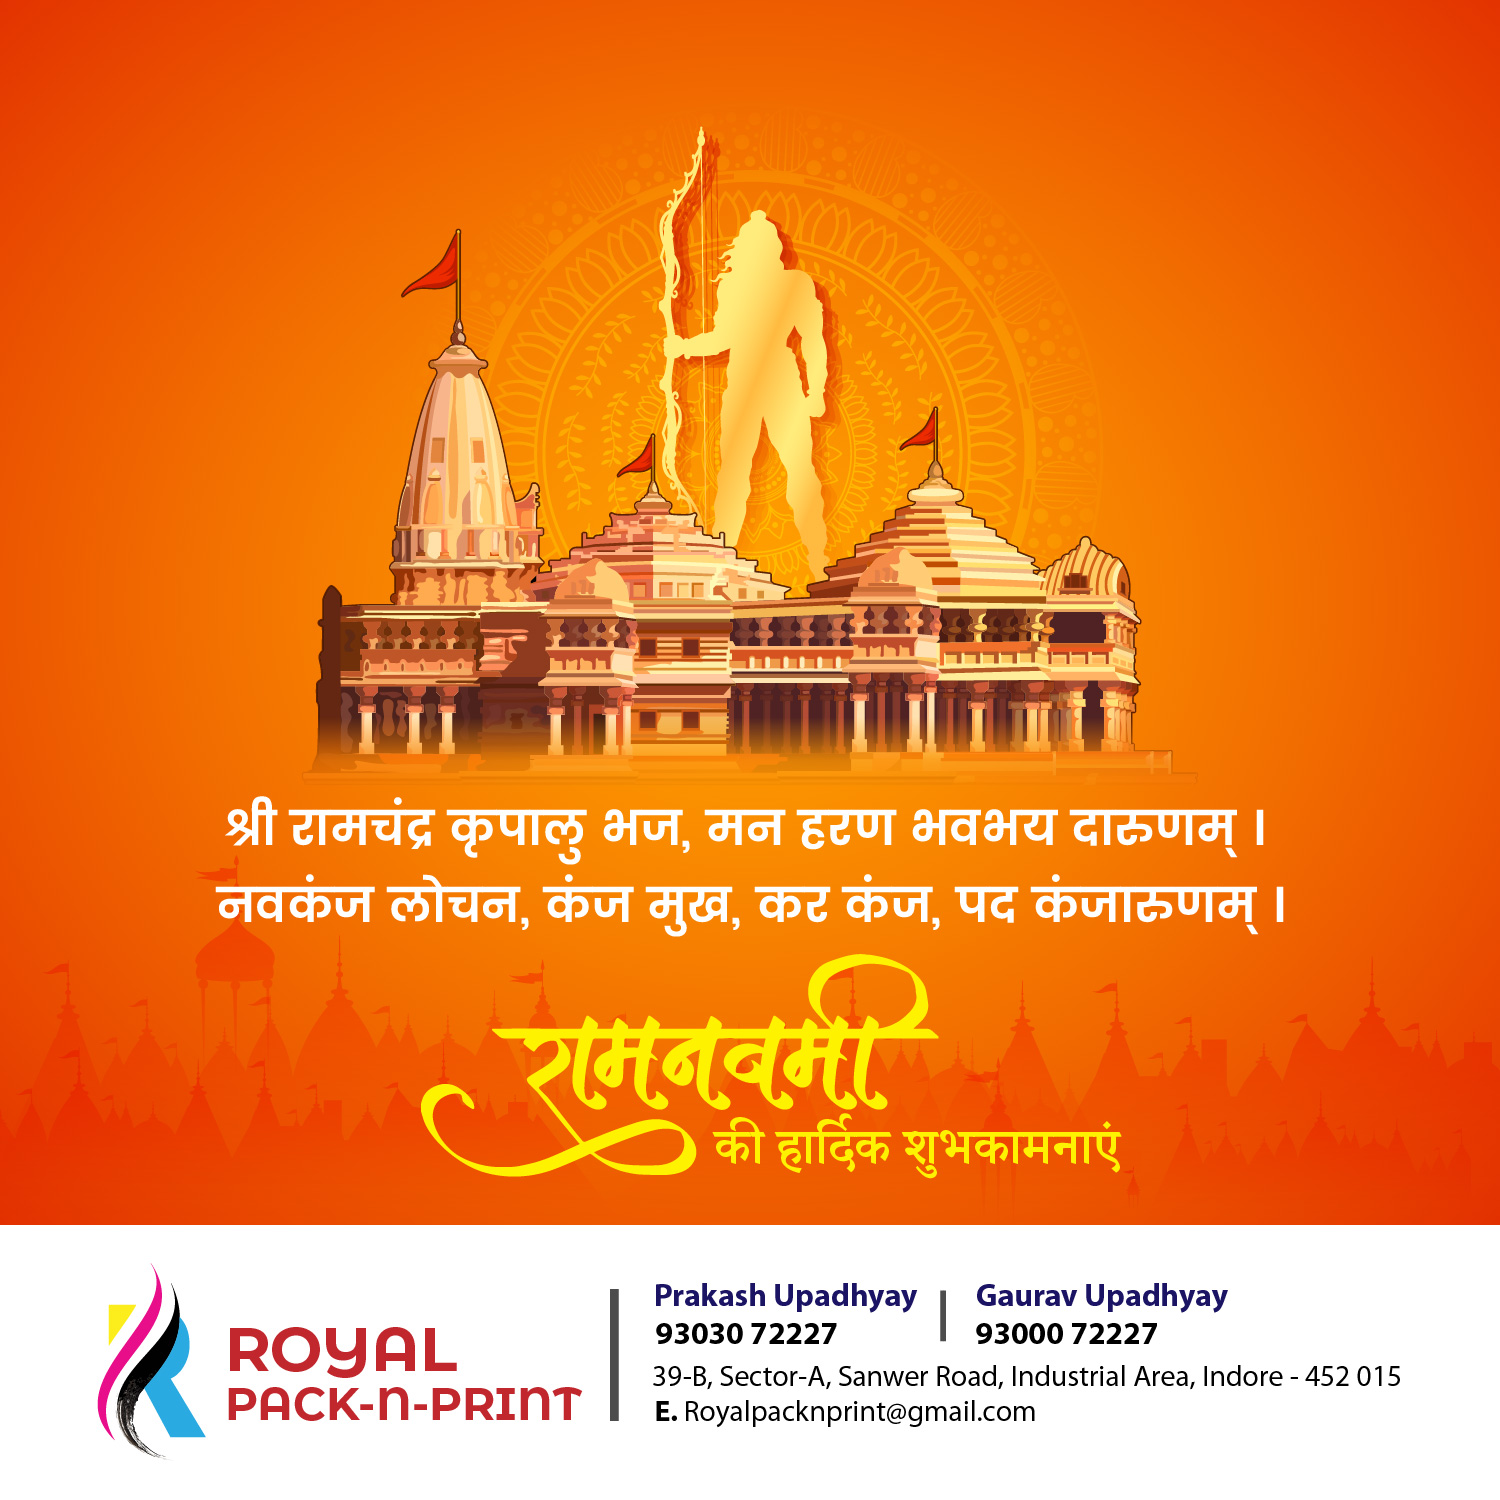 श्री रामचंद्र कृपालु भज, मन हरण भवभय दारुणम् ।
नवकंज लोचन, कंज मुख, कर कंज, पद कंजारुणम् ।
रामनवमी
की हार्दिक शुभकामनाएं
ROYAL
PACK-N-PRINT
Prakash Upadhyay | Gaurav Upadhyay
93030 72227 93000 72227
39-B, Sector-A, Sanwer Road, Industrial Area, Indore - 452 015
E. Royalpacknprint@gmail.com